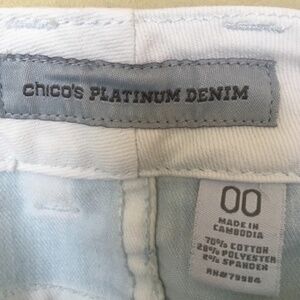 chico's PLATINUM DENIM
00
MADE IN
CAMBODIA
70% COTTON
28% POLYESTER
2% SPANDEX
RN#79984